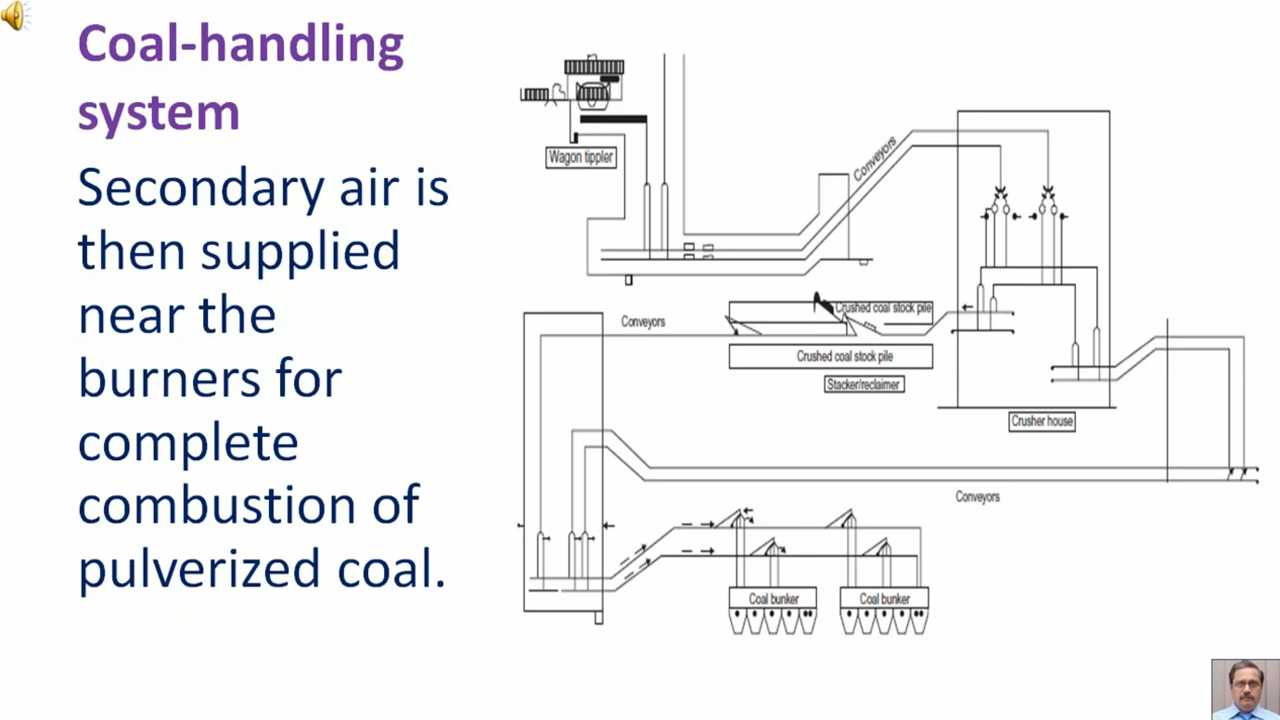 Coal-handling
system
Secondary air is
then supplied
near the
burners for
complete
combustion of
pulverized coal.
Wagon tippler
Conveyors
Crushed coal stock pile
Conveyors
Crushed coal stock pile
Stacker/reclaimer
Crusher house
Conveyors
Coal bunker
Coal bunker